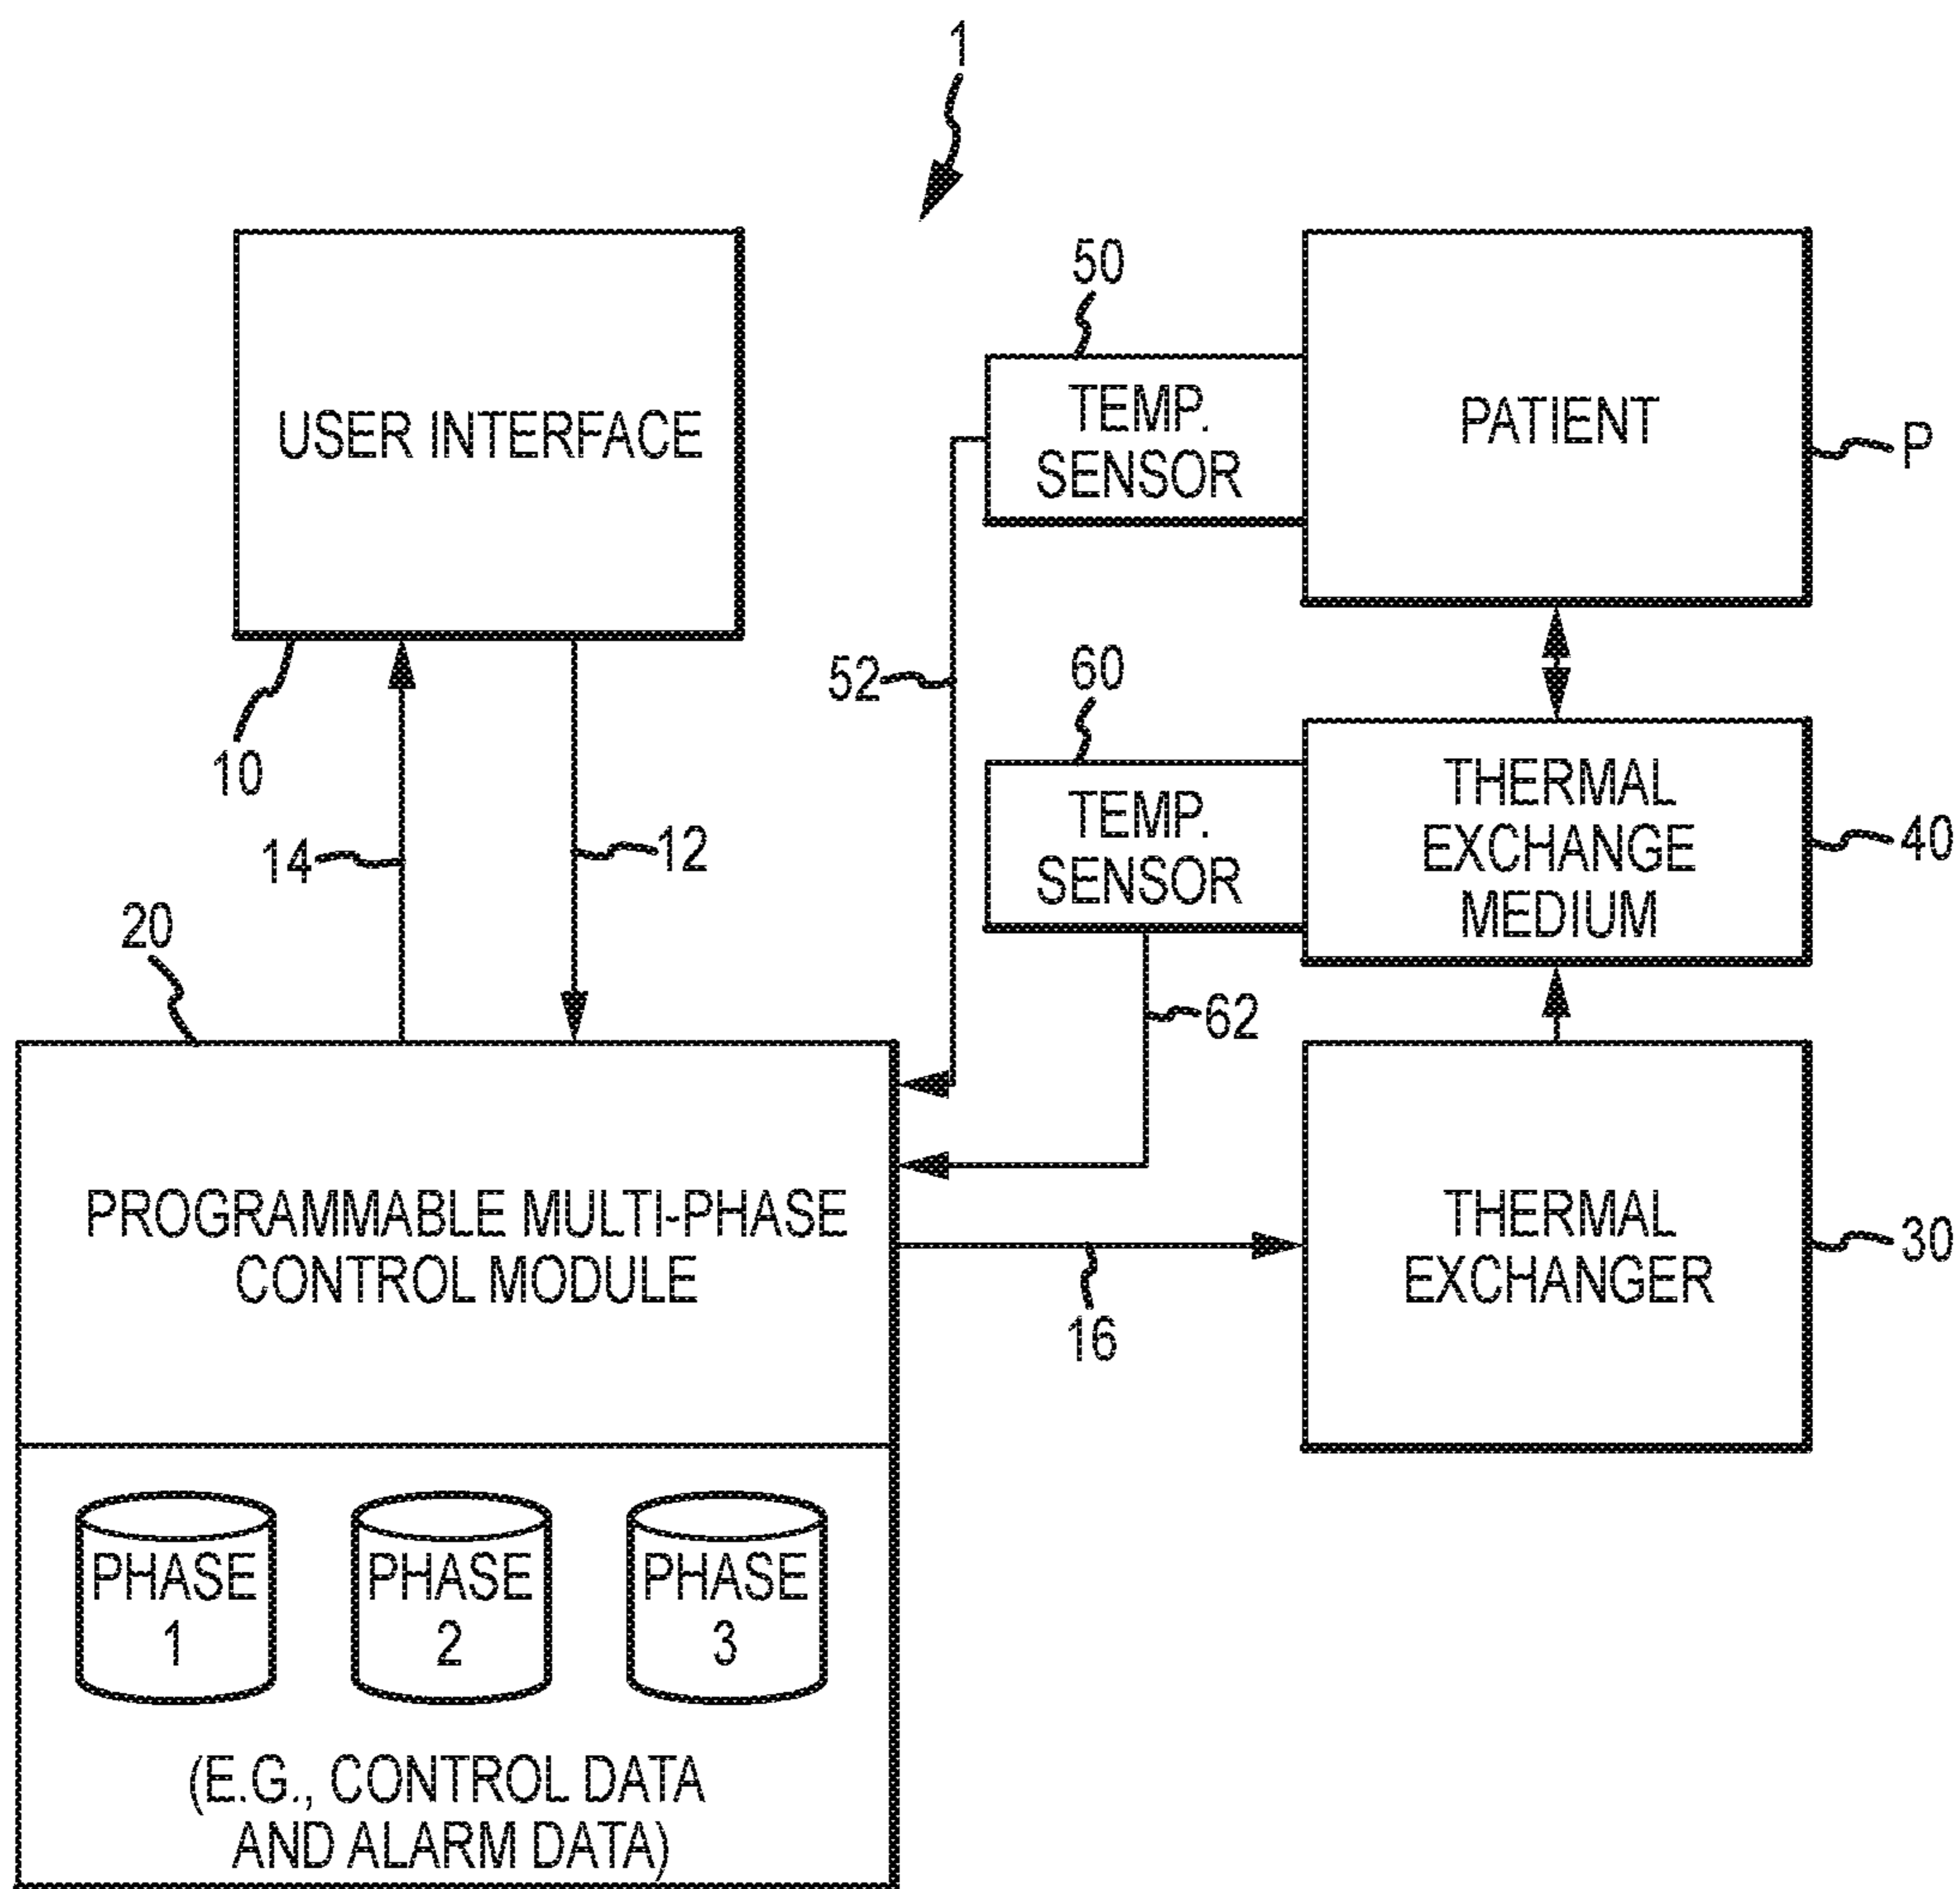 1
USER INTERFACE
50
TEMP.
SENSOR
PATIENT
P
10
14
12
52
60
TEMP.
SENSOR
THERMAL
EXCHANGE
MEDIUM
40
20
62
PROGRAMMABLE MULTI-PHASE
CONTROL MODULE
16
THERMAL
EXCHANGER
30
PHASE
1
PHASE
2
PHASE
3
(E.G., CONTROL DATA
AND ALARM DATA)